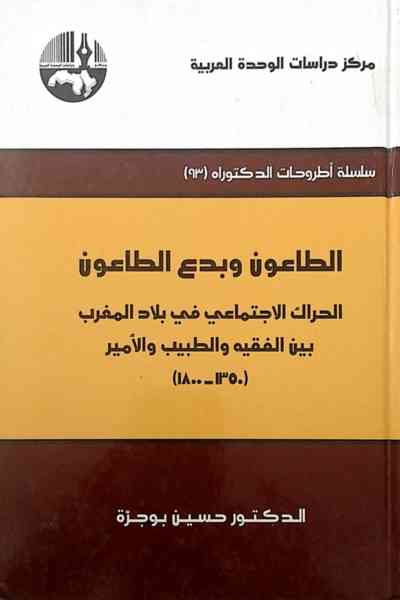 مركز دراسات الوحدة العربية
سلسلة أطروحات الدكتوراه (٩٣)
الطاعون وبدع الطاعون
الحراك الاجتماعي في بلاد المغرب
بين الفقيه والطبيب والأمير
(١٣٥٠ – ١٨٠٠)
الدكتور حسين بوجرّة